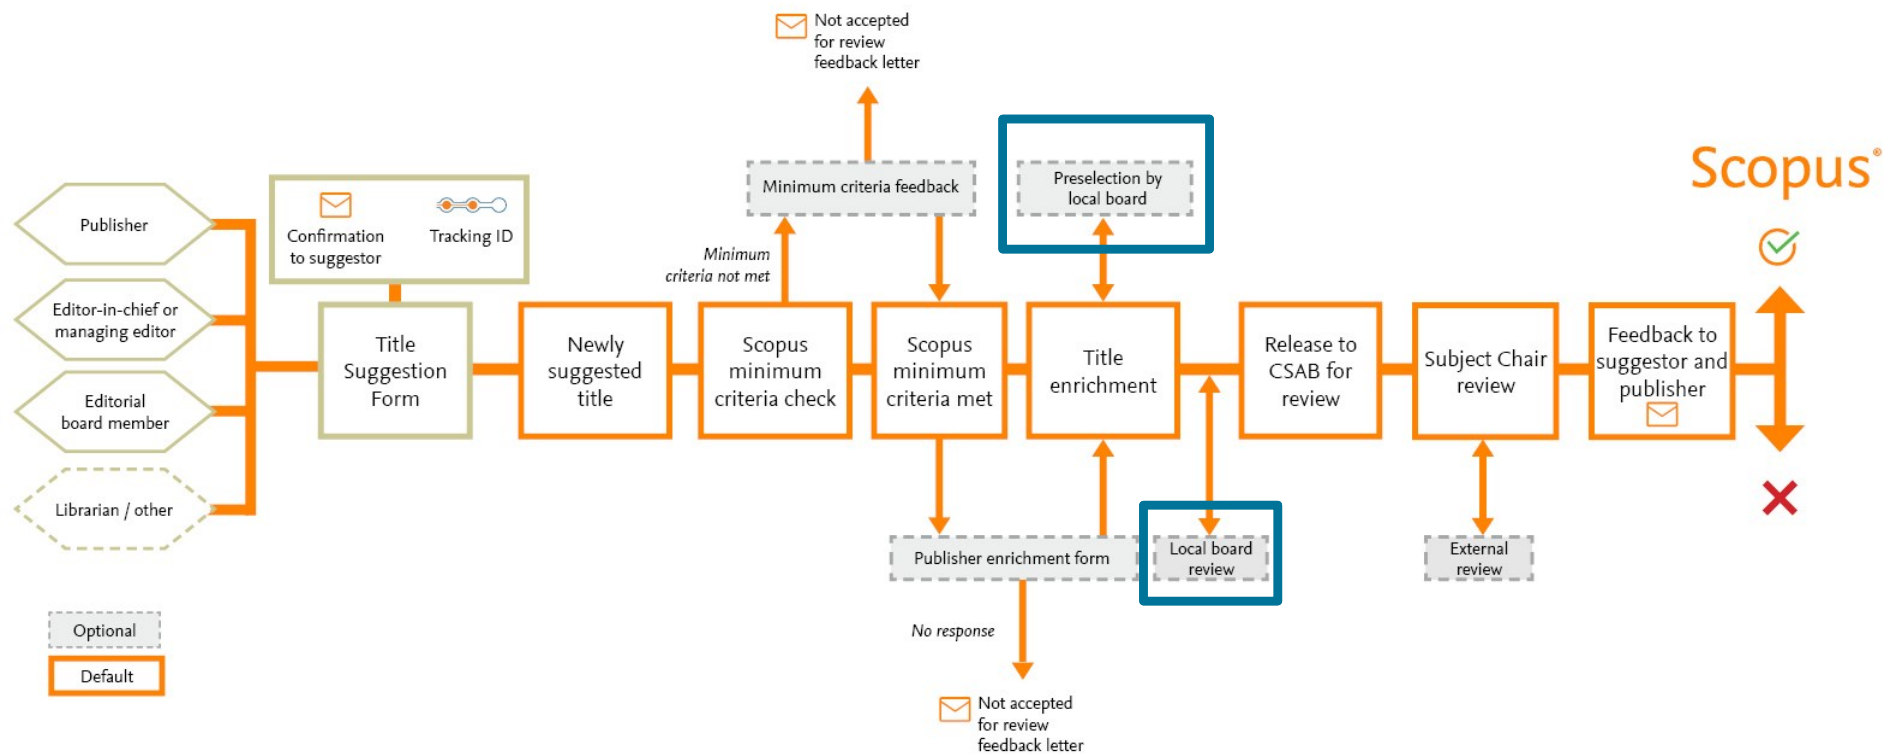 Not accepted
for review
feedback letter
Scopus®
Publisher
Editor-in-chief or
managing editor
Editorial
board member
Librarian / other
Confirmation
to suggestor
Tracking ID
Title
Suggestion
Form
Newly
suggested
title
Minimum
criteria not met
Minimum criteria feedback
Scopus
minimum
criteria check
Scopus
minimum
criteria met
Preselection by
local board
Title
enrichment
Release to
CSAB for
review
Subject Chair
review
Feedback to
suggestor and
publisher
Publisher enrichment form
Local board
review
External
review
No response
Not accepted
for review
feedback letter
Optional
Default